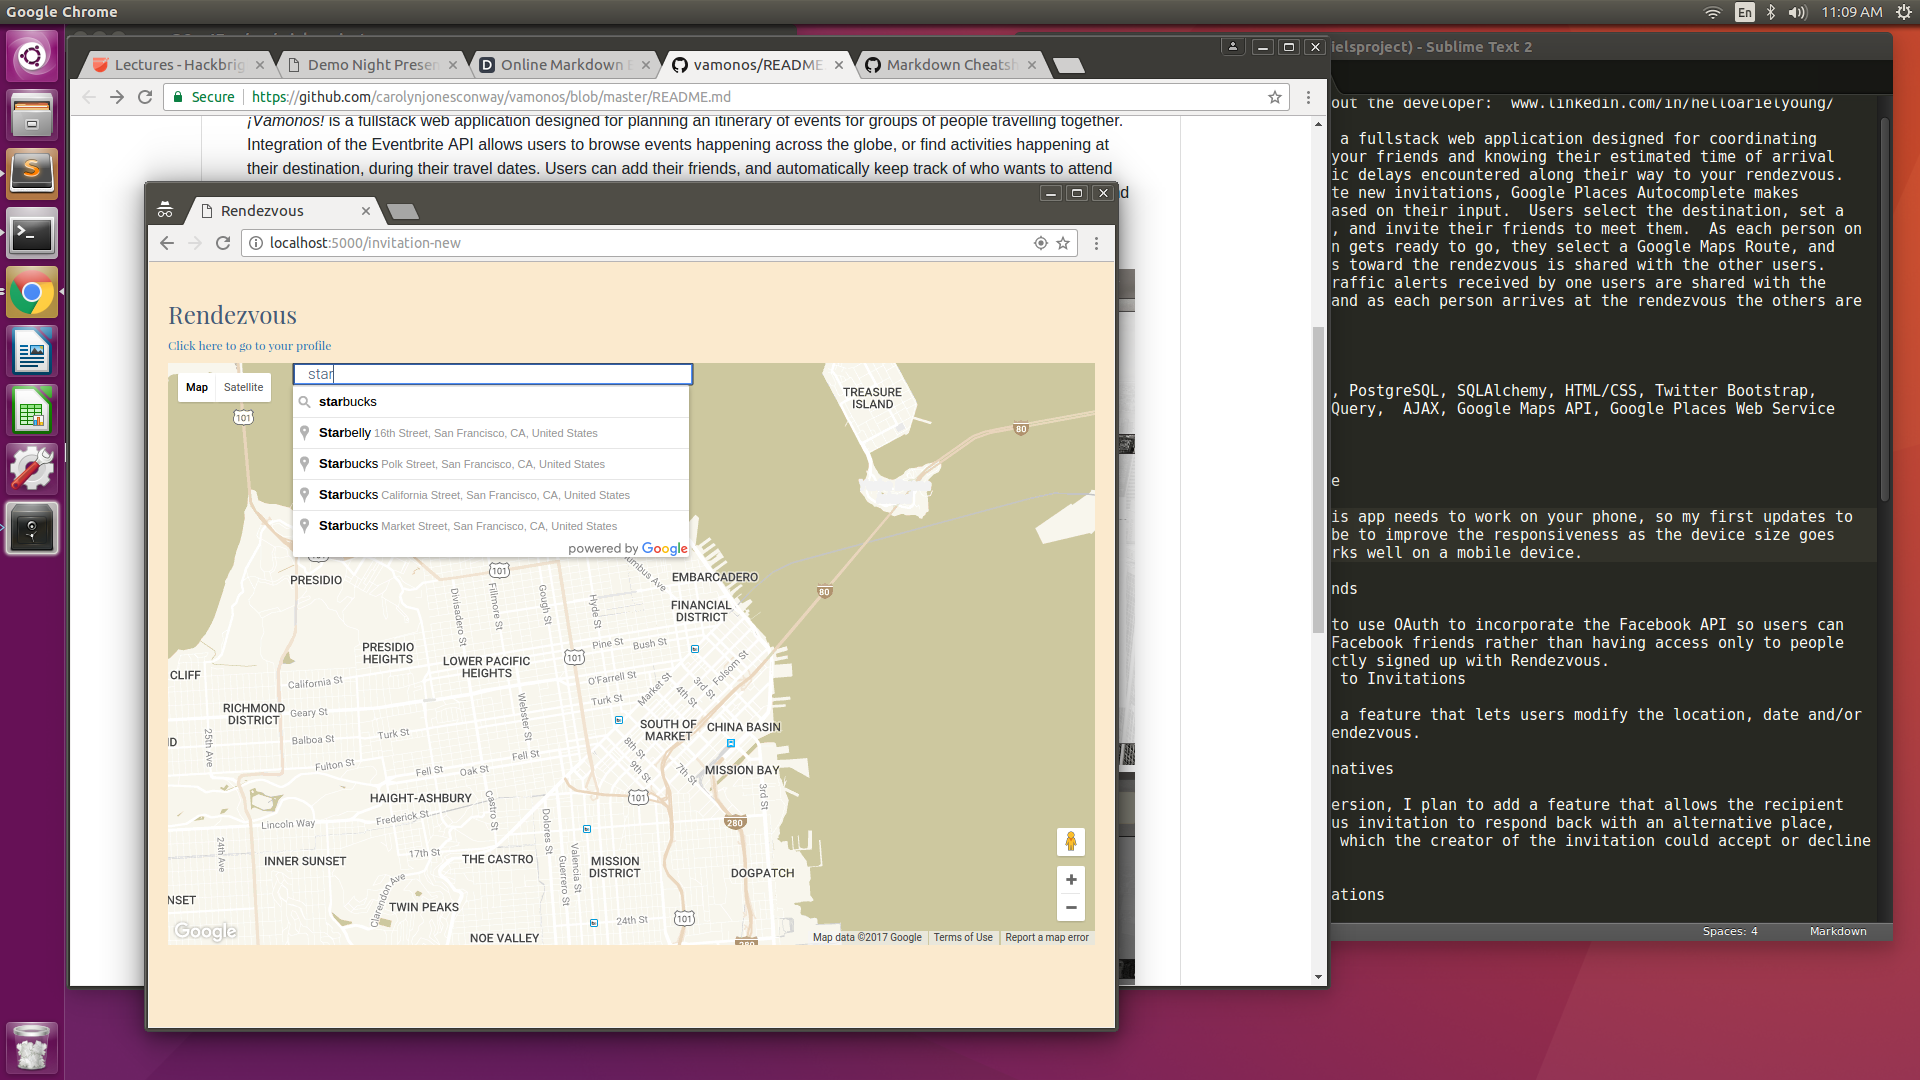 Google Chrome
En
11:09 AM
Lectures - Hackbrig
Demo Night Presen
Online Markdown E
vamonos/README
Markdown Cheatsh
ielsproject) - Sublime Text 2
Secure
https://github.com/carolynjonesconway/vamonos/blob/master/README.md
¡Vamonos! is a fullstack web application designed for planning an itinerary of events for groups of people travelling together.
Integration of the Eventbrite API allows users to browse events happening across the globe, or find activities happening at
their destination, during their travel dates. Users can add their friends, and automatically keep track of who wants to attend
d
Rendezvous
localhost:5000/invitation-new
Rendezvous
Click here to go to your profile
Map
Satellite
star
starbucks
Starbelly 16th Street, San Francisco, CA, United States
Starbucks Polk Street, San Francisco, CA, United States
Starbucks California Street, San Francisco, CA, United States
Starbucks Market Street, San Francisco, CA, United States
powered by Google
101
TREASURE
ISLAND
80
101
PRESIDIO
101
umbus Ave
EMBARCADERO
80
Divisadero St
Fillmore St
Gough St
Hyde St
FINANCIAL
DISTRICT
PRESIDIO
HEIGHTS
LOWER PACIFIC
HEIGHTS
101
Pine St
Bush St
CLIFF
California St
O'Farrell St
Market St
Folsom St
3rd St
4th St
RICHMOND
DISTRICT
Geary St
Webster St
Turk St
SOUTH OF
MARKET
CHINA BASIN
D
25th Ave
Balboa St
Turk St
Fell St
8th St
9th St
7th St
MISSION BAY
Fulton St
Fell St
Oak St
3rd St
HAIGHT-ASHBURY
Castro St
101
280
Lincoln Way
Frederick St
Dolores St
24th Ave
INNER SUNSET
17th St
THE CASTRO
Guerrero St
Valencia St
MISSION
DISTRICT
DOGPATCH
NSET
Clarendon Ave
TWIN PEAKS
24th St
101
NOE VALLEY
280
Google
Map data ©2017 Google
Terms of Use
Report a map error
out the developer:  www.linkedin.com/in/helloarielyoung/
a fullstack web application designed for coordinating
your friends and knowing their estimated time of arrival
ic delays encountered along their way to your rendezvous.
te new invitations, Google Places Autocomplete makes
ased on their input.  Users select the destination, set a
, and invite their friends to meet them.  As each person on
n gets ready to go, they select a Google Maps Route, and
s toward the rendezvous is shared with the other users.
raffic alerts received by one users are shared with the
and as each person arrives at the rendezvous the others are
, PostgreSQL, SQLAlchemy, HTML/CSS, Twitter Bootstrap,
Query,  AJAX, Google Maps API, Google Places Web Service
e
is app needs to work on your phone, so my first updates to
be to improve the responsiveness as the device size goes
rks well on a mobile device.
nds
to use OAuth to incorporate the Facebook API so users can
Facebook friends rather than having access only to people
ctly signed up with Rendezvous.
to Invitations
a feature that lets users modify the location, date and/or
endezvous.
natives
ersion, I plan to add a feature that allows the recipient
us invitation to respond back with an alternative place,
which the creator of the invitation could accept or decline
ations
Spaces: 4
Markdown